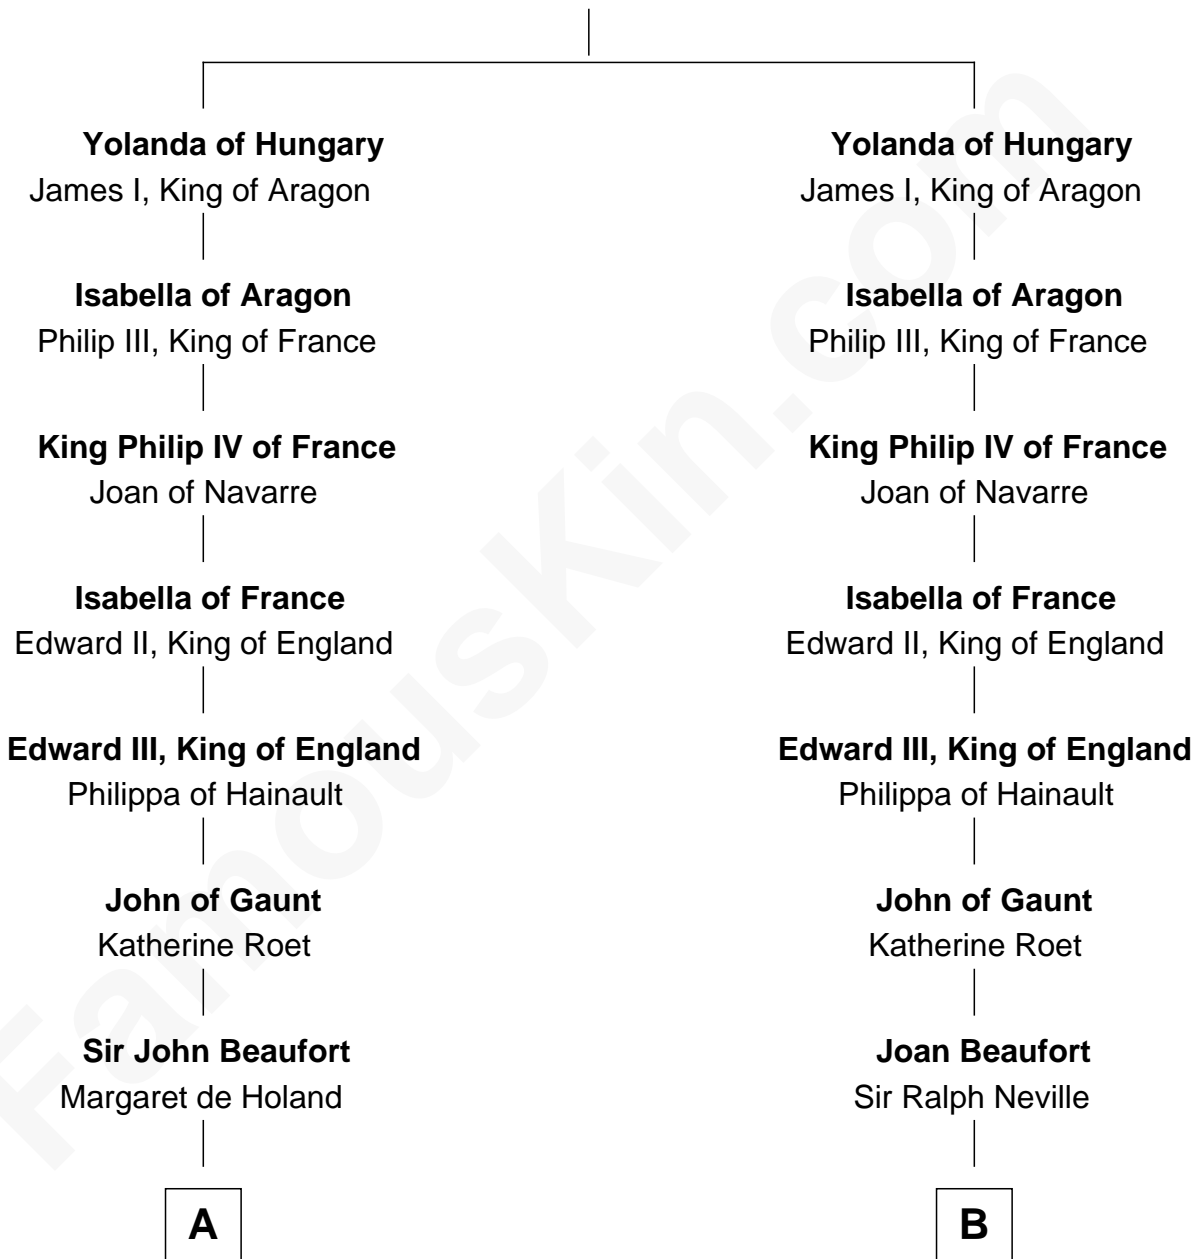 Yolanda of Hungary
James I, King of Aragon
Isabella of Aragon
Philip III, King of France
King Philip IV of France
Joan of Navarre
Isabella of France
Edward II, King of England
Edward III, King of England
Philippa of Hainault
John of Gaunt
Katherine Roet
Sir John Beaufort
Margaret de Holand
A
Yolanda of Hungary
James I, King of Aragon
Isabella of Aragon
Philip III, King of France
King Philip IV of France
Joan of Navarre
Isabella of France
Edward II, King of England
Edward III, King of England
Philippa of Hainault
John of Gaunt
Katherine Roet
Joan Beaufort
Sir Ralph Neville
B
FamousKin.com